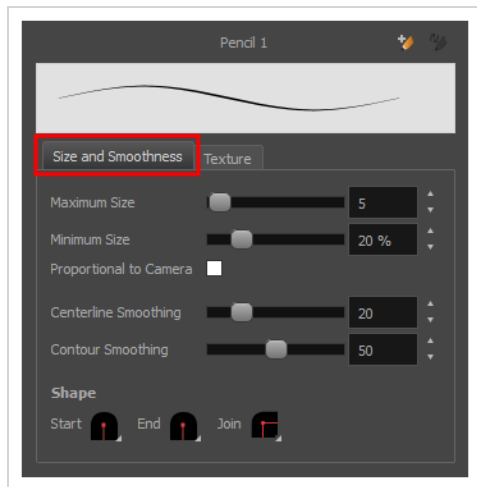 Pencil 1
Size and Smoothness Texture
Maximum Size 5
Minimum Size 20 %
Proportional to Camera
Centerline Smoothing 20
Contour Smoothing 50
Shape
Start End Join